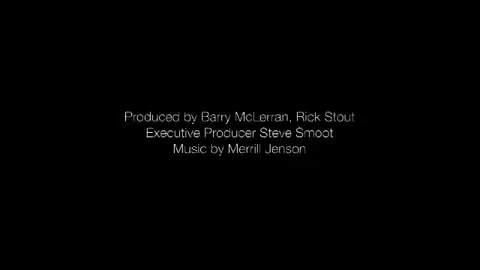 Produced by Barry McLerran, Rick Stout
Executive Producer Steve Smoot
Music by Merrill Jenson